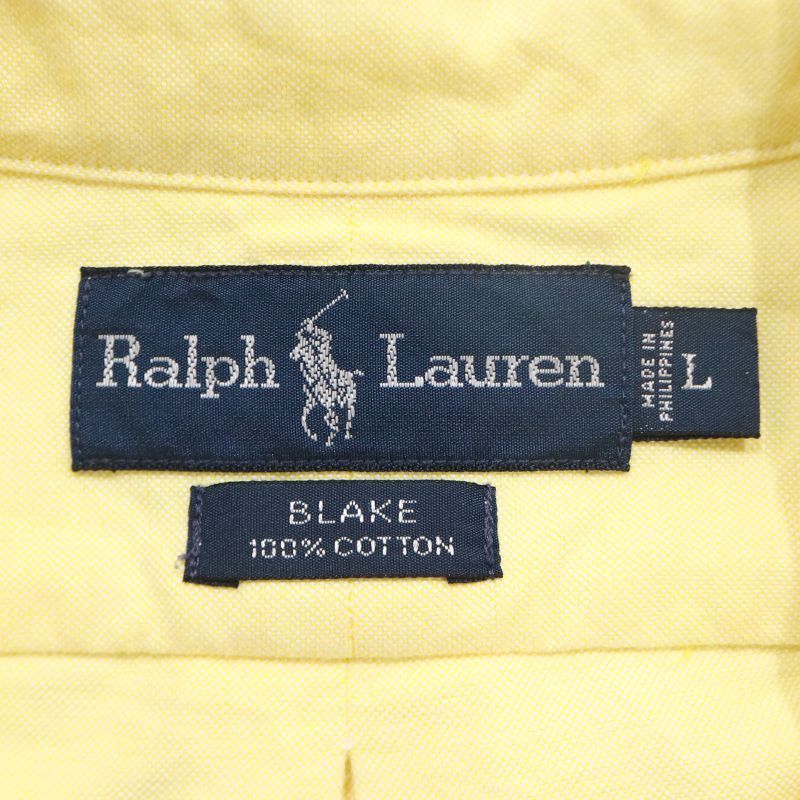 Ralph Lauren
MADE IN
PHILIPPINES
L
BLAKE
100% COTTON